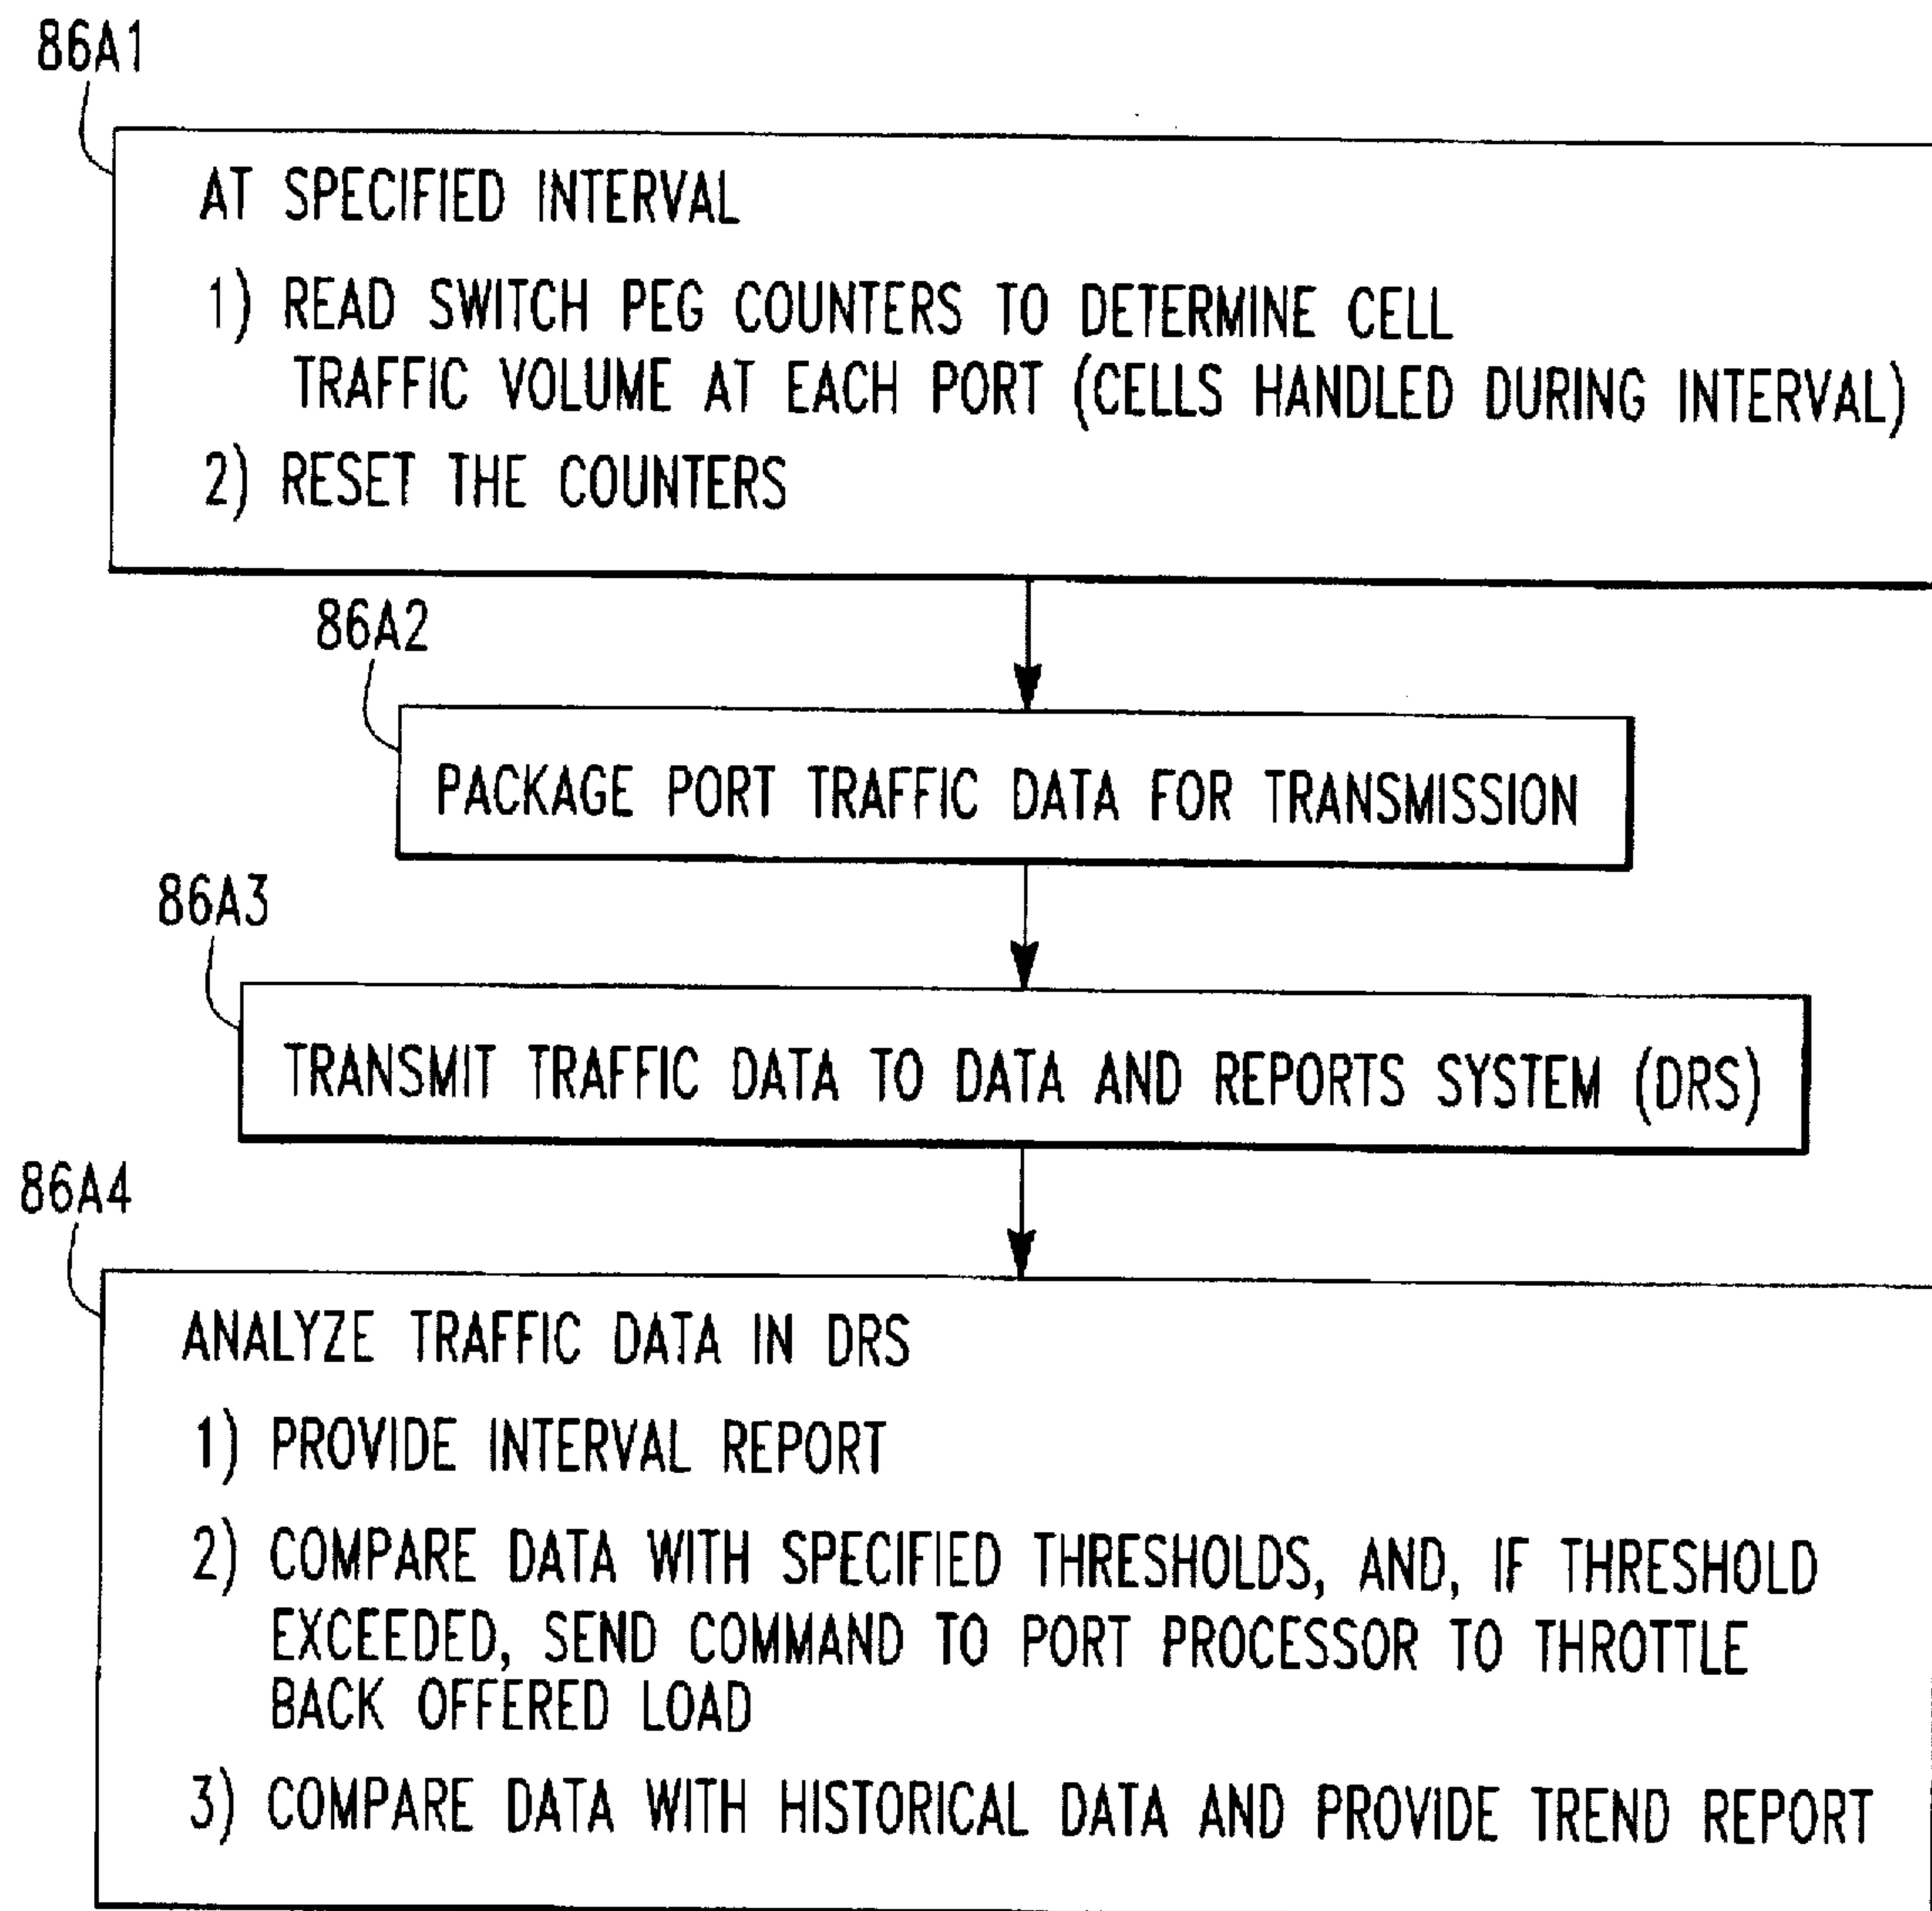 86A1
AT SPECIFIED INTERVAL
1) READ SWITCH PEG COUNTERS TO DETERMINE CELL
TRAFFIC VOLUME AT EACH PORT (CELLS HANDLED DURING INTERVAL)
2) RESET THE COUNTERS
86A2
PACKAGE PORT TRAFFIC DATA FOR TRANSMISSION
86A3
TRANSMIT TRAFFIC DATA TO DATA AND REPORTS SYSTEM (DRS)
86A4
ANALYZE TRAFFIC DATA IN DRS
1) PROVIDE INTERVAL REPORT
2) COMPARE DATA WITH SPECIFIED THRESHOLDS, AND, IF THRESHOLD
EXCEEDED, SEND COMMAND TO PORT PROCESSOR TO THROTTLE
BACK OFFERED LOAD
3) COMPARE DATA WITH HISTORICAL DATA AND PROVIDE TREND REPORT